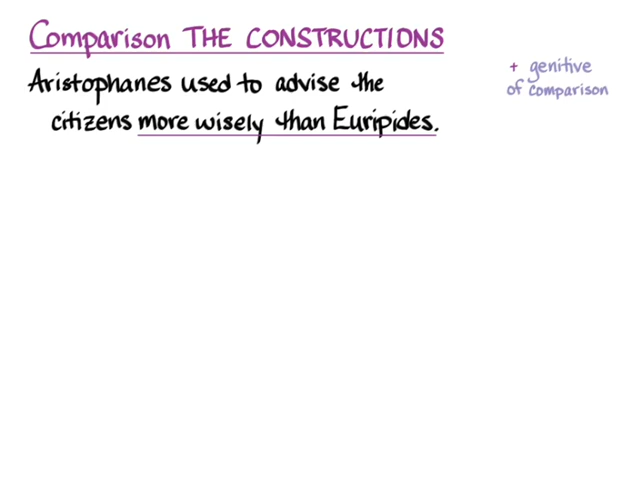 Comparison THE CONSTRUCTIONS
Aristophanes used to advise the
citizens more wisely than Euripides.
+ genitive
of comparison